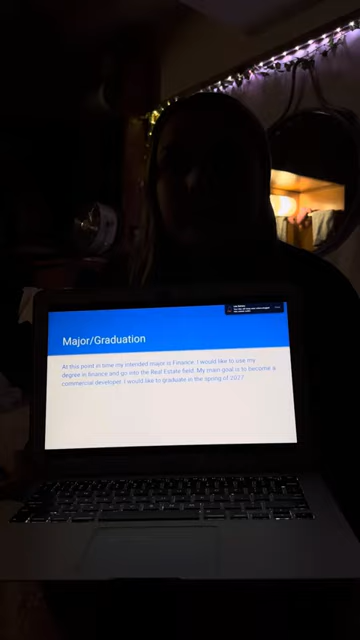 Major/Graduation
At this point in time my intended major is Finance. I would like to use my
degree in finance and go into the Real Estate field. My main goal is to become a
commercial developer. I would like to graduate in the spring of 2027